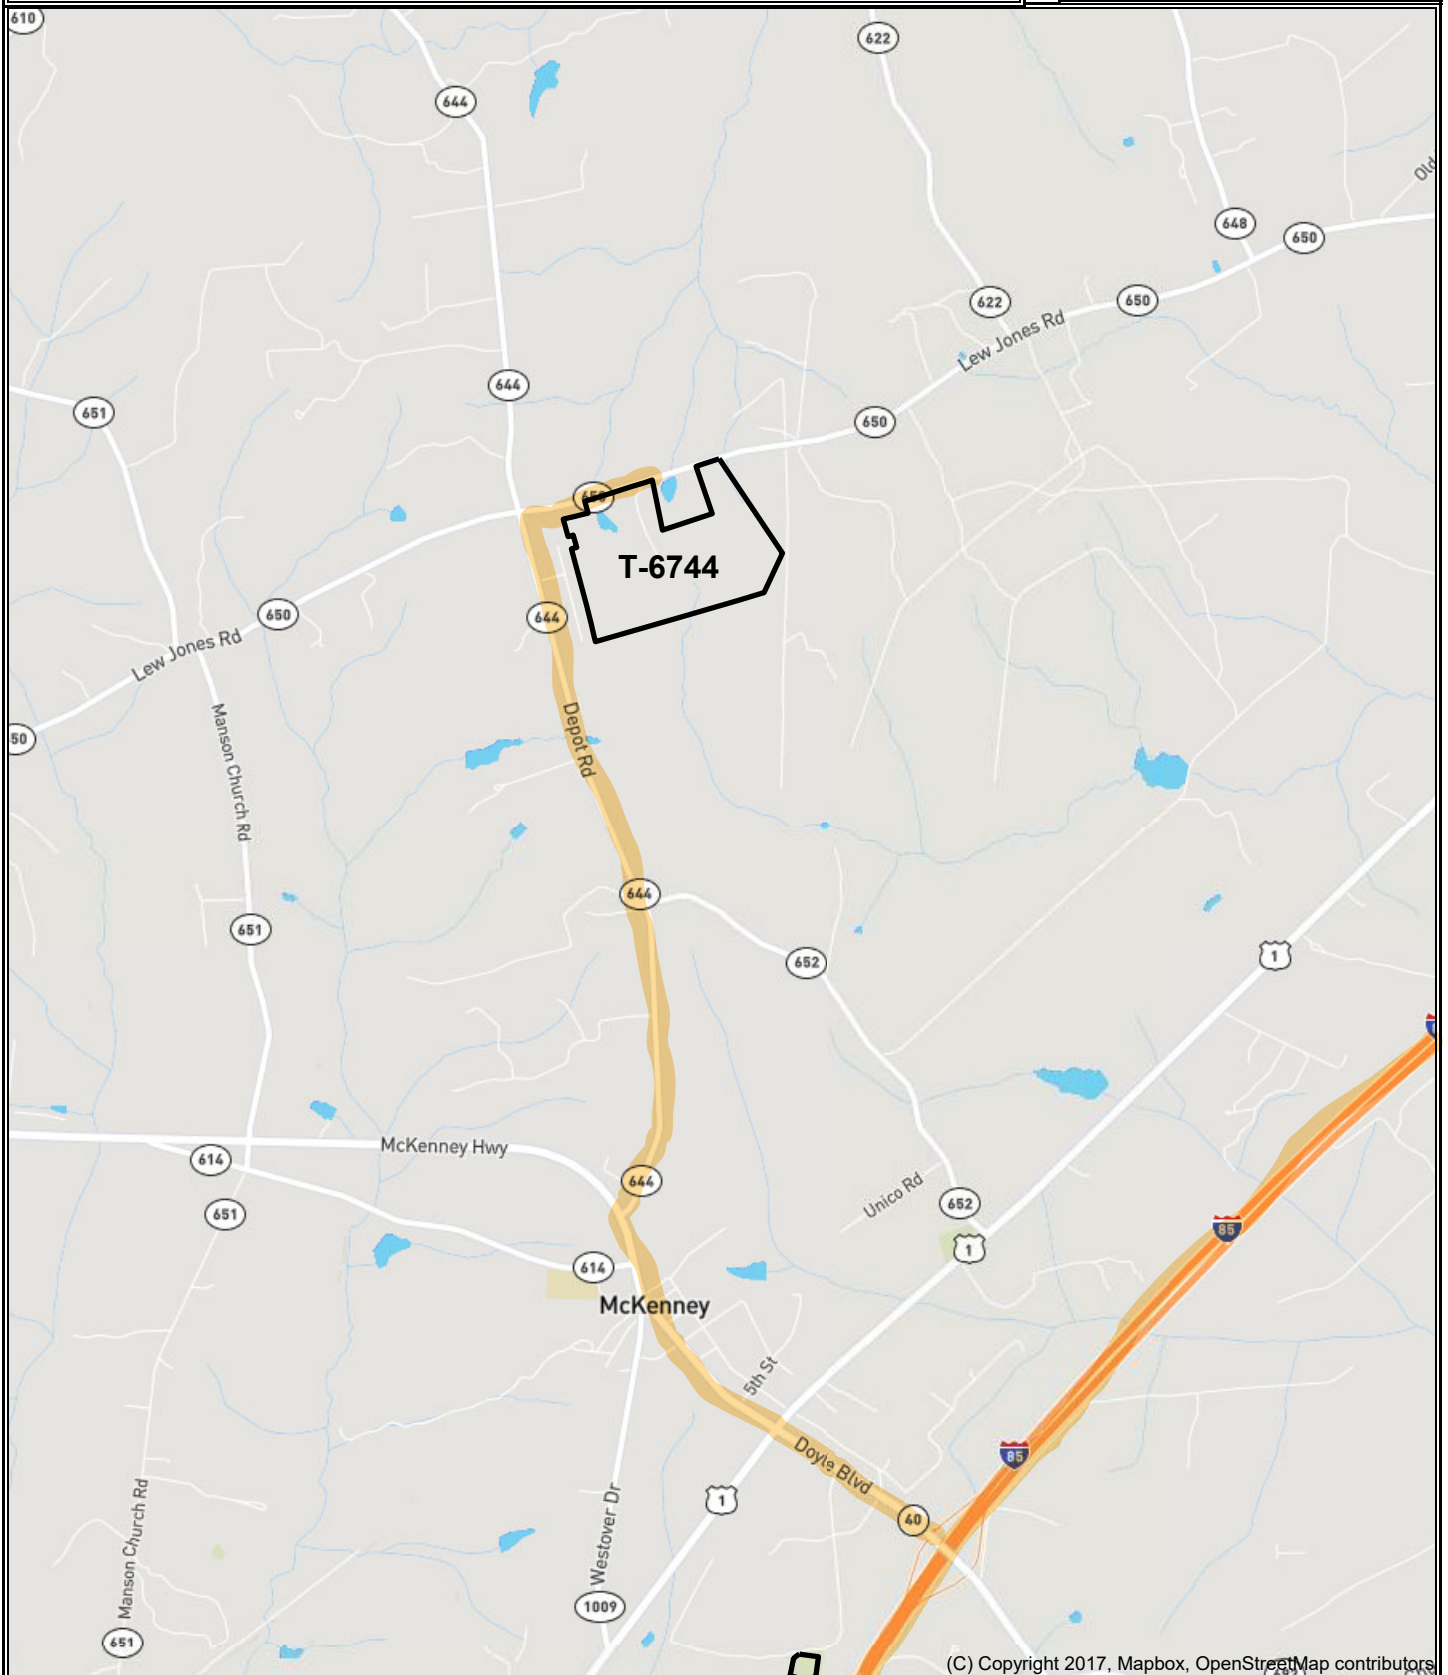 610
622
644
Old
648
650
622
650
Lew Jones Rd
644
651
650
650
T-6744
650
644
Lew Jones Rd
50
Manson Church Rd
Depot Rd
644
651
652
1
McKenney Hwy
614
644
Unico Rd
652
651
1
85
614
McKenney
5th St
Doyle Blvd
85
1
40
Manson Church Rd
Westover Dr
1009
651
(C) Copyright 2017, Mapbox, OpenStreetMap contributors